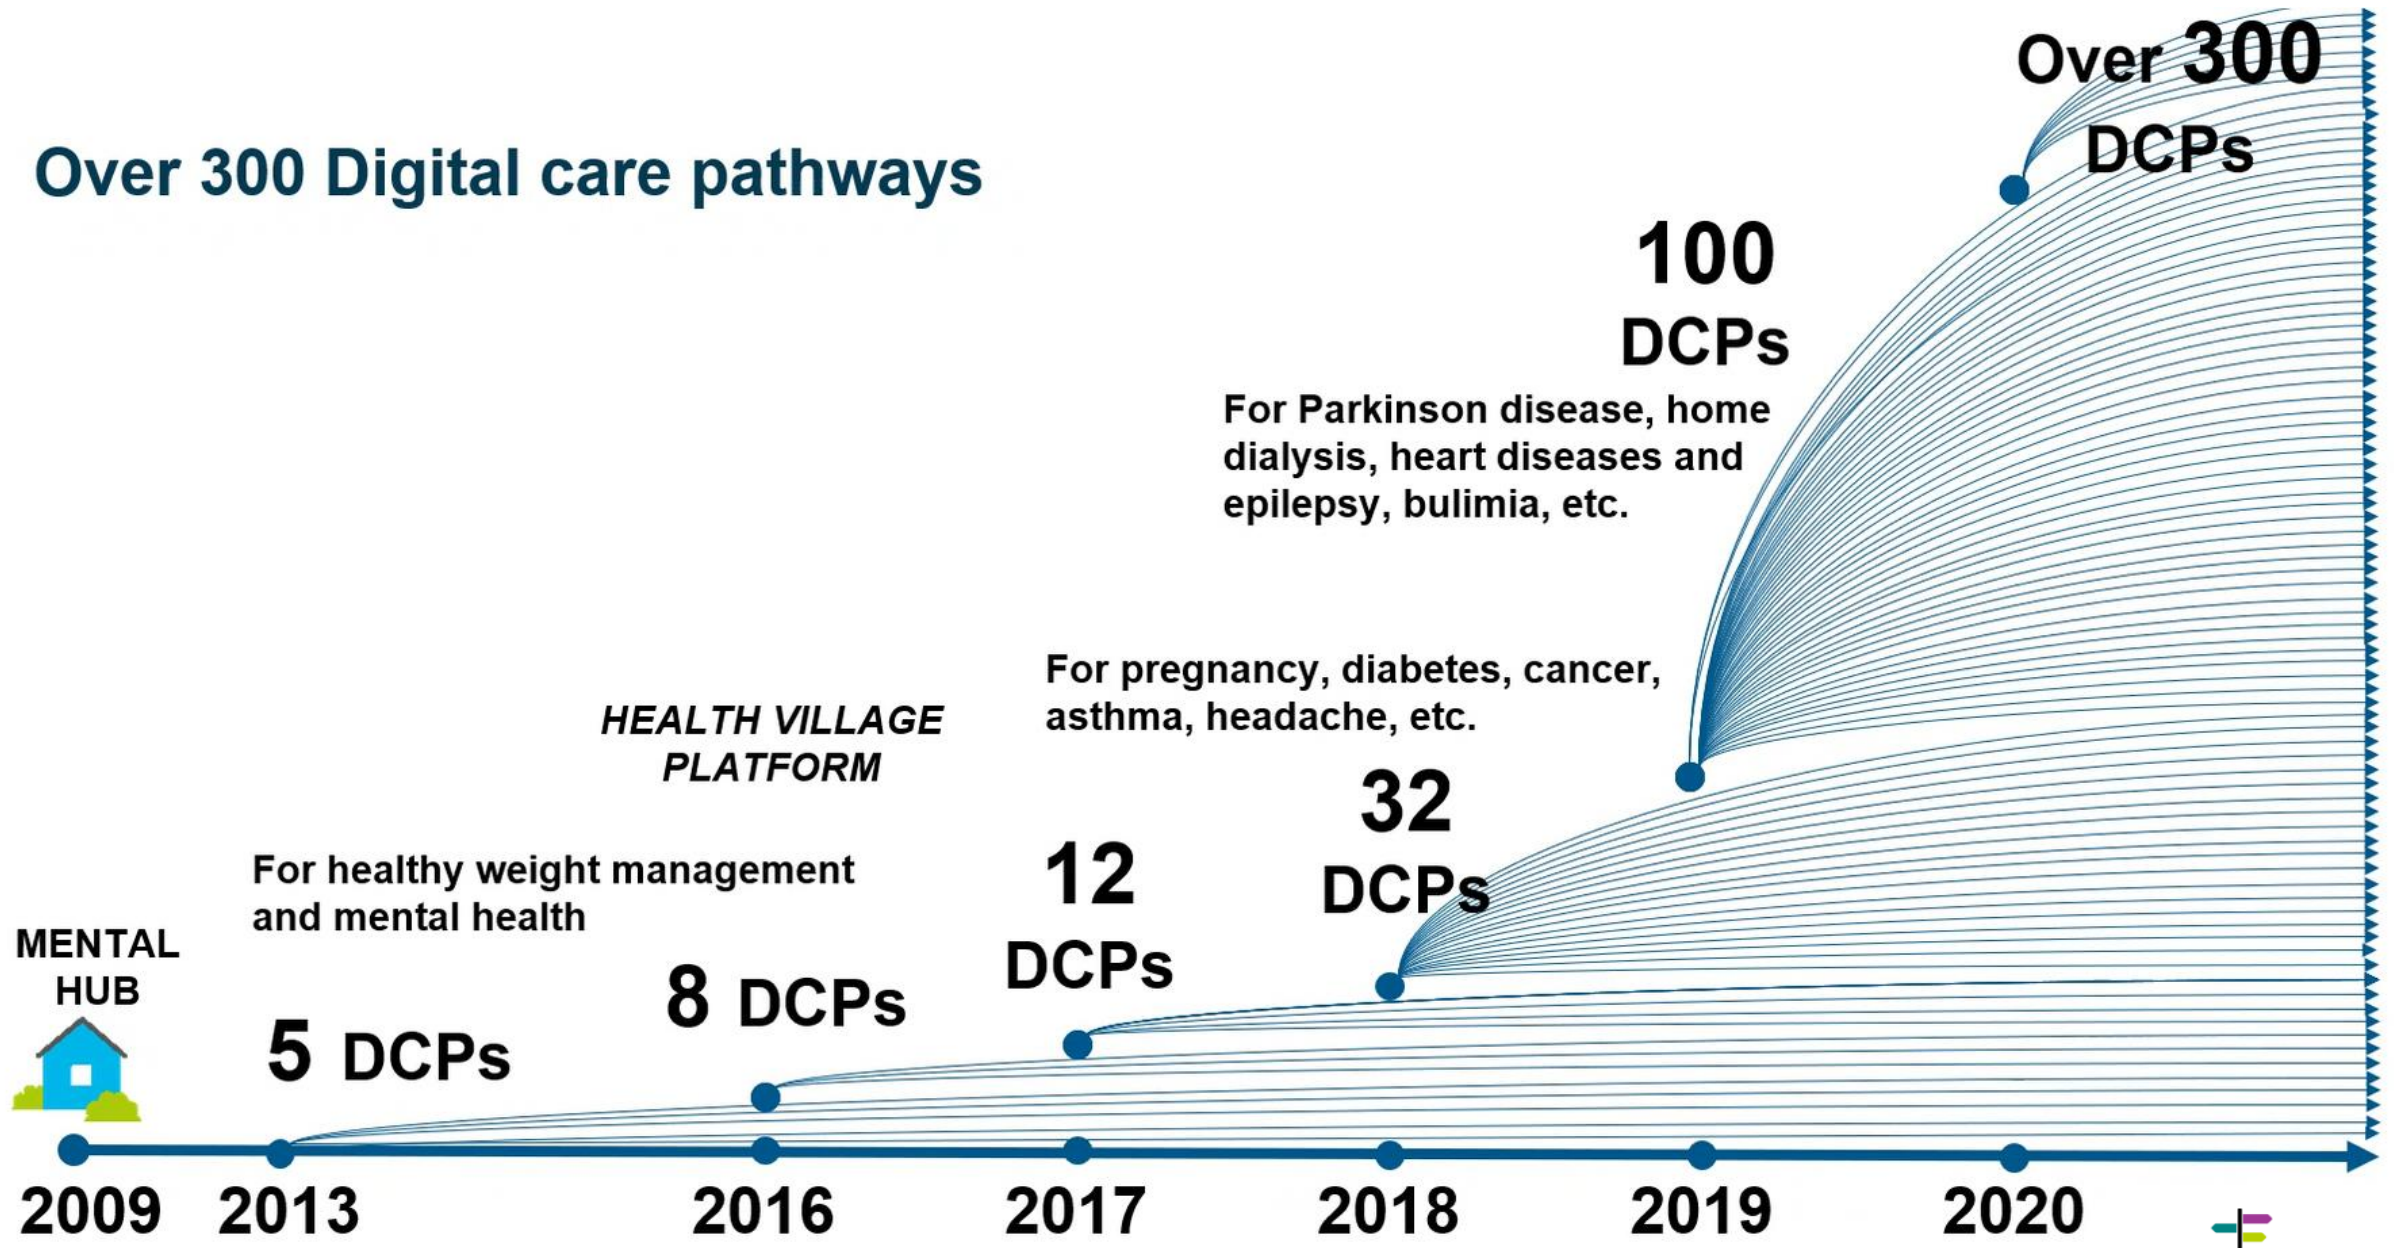 Over 300 Digital care pathways
MENTAL
HUB
5 DCPs
For healthy weight management
and mental health
8 DCPs
HEALTH VILLAGE
PLATFORM
12
DCPs
For pregnancy, diabetes, cancer,
asthma, headache, etc.
32
DCPs
For Parkinson disease, home
dialysis, heart diseases and
epilepsy, bulimia, etc.
100
DCPs
Over 300
DCPs
2009
2013
2016
2017
2018
2019
2020